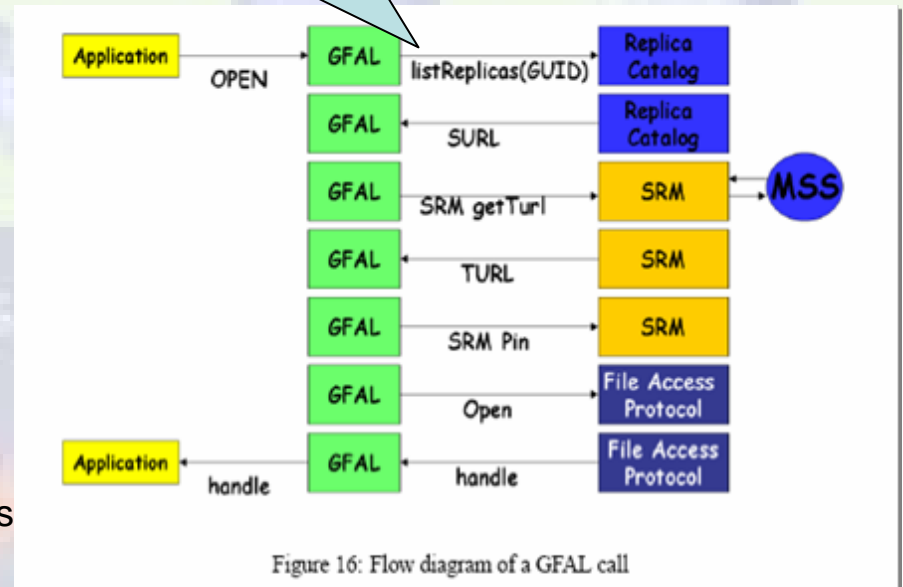 Application
OPEN
GFAL
listReplicas(GUID)
Replica
Catalog
GFAL
SURL
Replica
Catalog
GFAL
SRM getTurl
SRM
MSS
GFAL
TURL
SRM
GFAL
SRM Pin
SRM
GFAL
Open
File Access
Protocol
Application
handle
GFAL
handle
File Access
Protocol
s
Figure 16: Flow diagram of a GFAL call